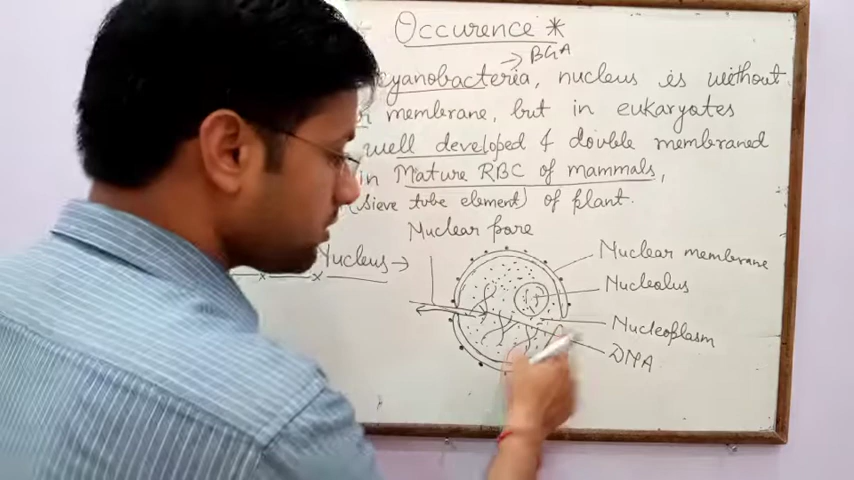 Occurence *
→ BGA
cyanobacteria, nucleus is without
membrane, but in eukaryotes
well developed & double membraned
in Mature RBC of mammals,
(sieve tube element) of plant.
Nuclear pore
Nucleus →
Nuclear membrane
Nucleolus
Nucleoplasm
DNA